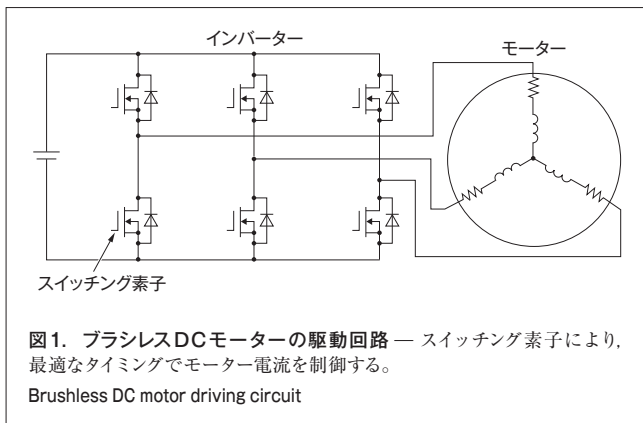 インバーター
モーター
スイッチング素子
図1. ブラシレスDCモーターの駆動回路 — スイッチング素子により,
最適なタイミングでモーター電流を制御する。
Brushless DC motor driving circuit